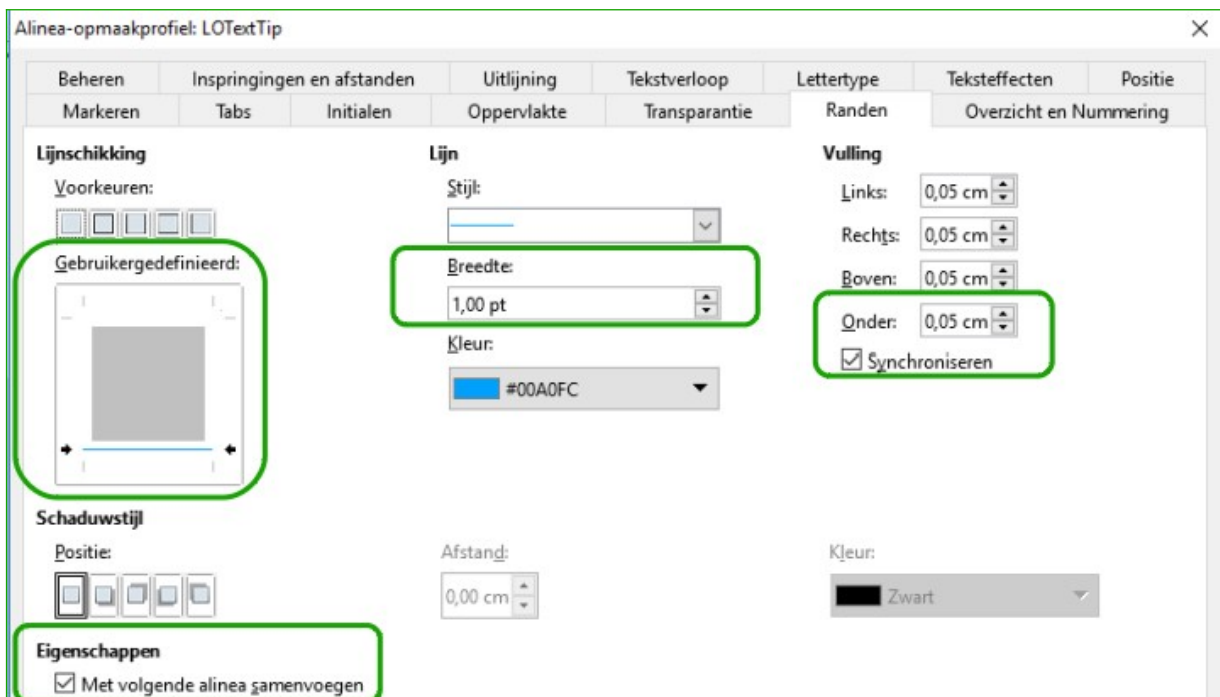 Alinea-opmaakprofiel: LOTextTip
Beheren Inspringingen en afstanden Uitlijning Tekstverloop Lettertype Teksteffecten Positie
Markeren Tabs Initialen Oppervlakte Transparantie Randen Overzicht en Nummering
Lijnschikking Lijn Vulling
Voorkeuren: Stijl: Links: 0,05 cm
Rechts: 0,05 cm
Gebruikergedefinieerd: Breedte: Boven: 0,05 cm
1,00 pt Onder: 0,05 cm
Kleur: Synchroniseren
#00A0FC
Schaduwstijl
Positie: Afstand: Kleur:
0,00 cm Zwart
Eigenschappen
Met volgende alinea samenvoegen